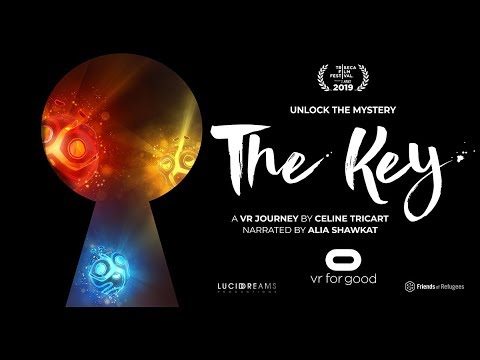 TRIBECA
FILM
FESTIVAL
2019
UNLOCK THE MYSTERY
The Key
A VR JOURNEY BY CELINE TRICART
NARRATED BY ALIA SHAWKAT
vr for good
LUCID DREAMS
PRODUCTIONS
Friends of Refugees